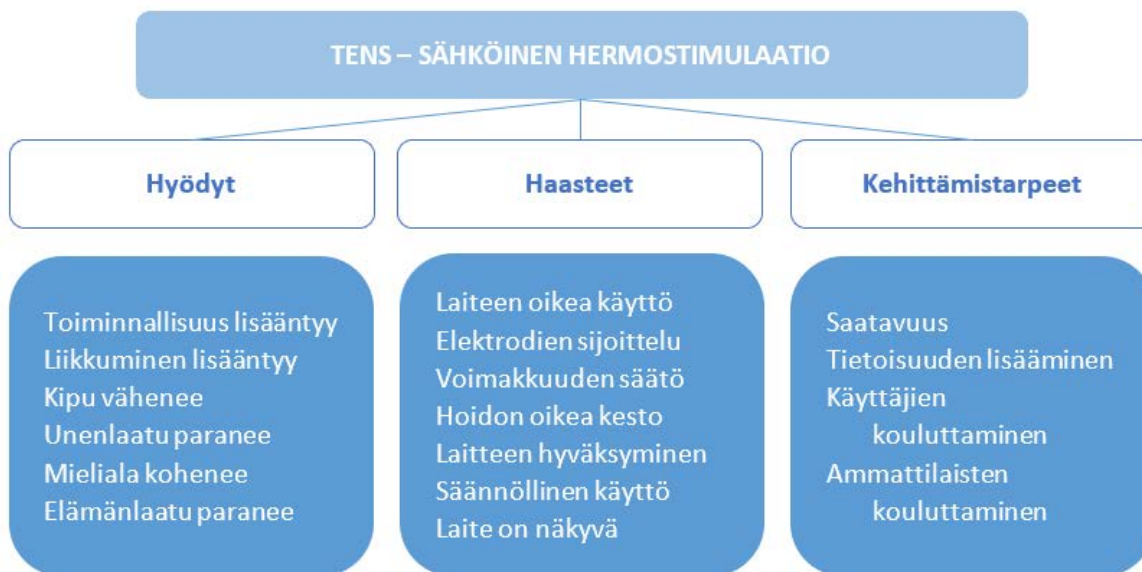 TENS – SÄHKÖINEN HERMOSTIMULAATIO
Hyödyt
Haasteet
Kehittämistarpeet
Toiminnallisuus lisääntyy
Liikkuminen lisääntyy
Kipu vähenee
Unenlaatu paranee
Mieliala kohenee
Elämänlaatu paranee
Laiteen oikea käyttö
Elektrodien sijoittelu
Voimakkuuden säätö
Hoidon oikea kesto
Laitteen hyväksyminen
Säännöllinen käyttö
Laite on näkyvä
Saatavuus
Tietoisuuden lisääminen
Käyttäjien
kouluttaminen
Ammattilaisten
kouluttaminen